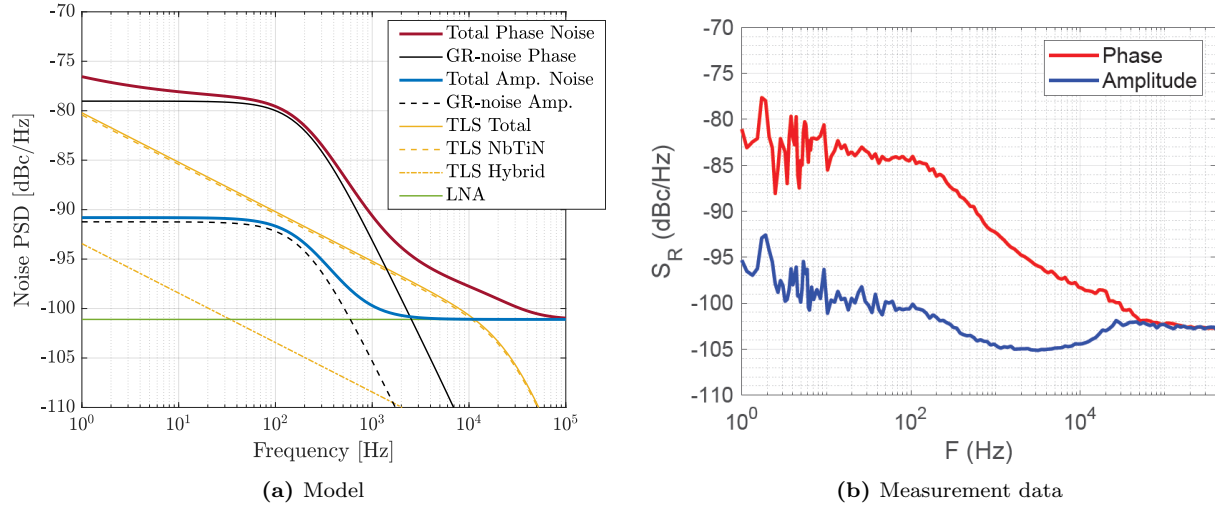 -70
-75
-80
-85
-90
-95
-100
-105
-110
Noise PSD [dBc/Hz]
10^0
10^1
10^2
10^3
10^4
10^5
Frequency [Hz]
Total Phase Noise
GR-noise Phase
Total Amp. Noise
GR-noise Amp.
TLS Total
TLS NbTiN
TLS Hybrid
LNA
(a) Model
-70
-75
-80
-85
-90
-95
-100
-105
-110
S_R (dBc/Hz)
10^0
10^2
10^4
F (Hz)
Phase
Amplitude
(b) Measurement data